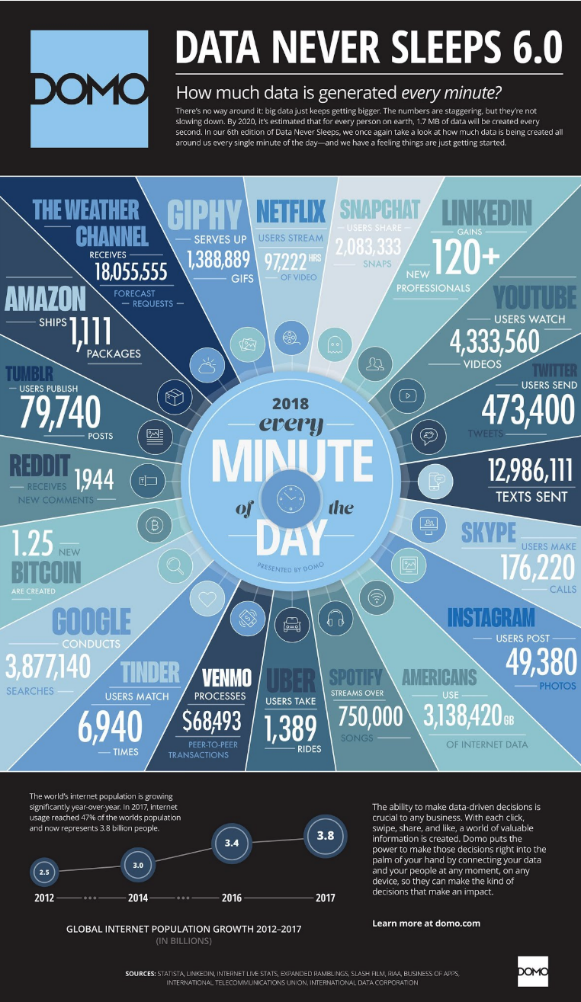 DOMO
DATA NEVER SLEEPS 6.0
How much data is generated every minute?
There's no way around it: big data just keeps getting bigger. The numbers are staggering, but they're not
slowing down. By 2020, it's estimated that for every person on earth, 1.7 MB of data will be created every
second. In our 6th edition of Data Never Sleeps, we once again take a look at how much data is being created all
around us every single minute of the day—and we have a feeling things are just getting started.
THE WEATHER
CHANNEL
RECEIVES
18,055,555
FORECAST
REQUESTS
GIPHY
SERVES UP
1,388,889
GIFS
NETFLIX
USERS STREAM
97,222 HRS
OF VIDEO
SNAPCHAT
USERS SHARE
2,083,333
SNAPS
LINKEDIN
GAINS
120+
NEW
PROFESSIONALS
YOUTUBE
USERS WATCH
4,333,560
VIDEOS
TWITTER
USERS SEND
473,400
TWEETS
12,986,111
TEXTS SENT
SKYPE
USERS MAKE
176,220
CALLS
INSTAGRAM
USERS POST
49,380
PHOTOS
AMERICANS
USE
3,138,420 GB
OF INTERNET DATA
SPOTIFY
STREAMS OVER
750,000
SONGS
UBER
USERS TAKE
1,389
RIDES
VENMO
PROCESSES
$68,493
PEER-TO-PEER
TRANSACTIONS
TINDER
USERS MATCH
6,940
TIMES
GOOGLE
CONDUCTS
3,877,140
SEARCHES
1.25 NEW
BITCOIN
ARE CREATED
REDDIT
RECEIVES 1,944
NEW COMMENTS
TUMBLR
USERS PUBLISH
79,740
POSTS
AMAZON
SHIPS 1,111
PACKAGES
2018
every
MINUTE
of the
DAY
PRESENTED BY DOMO
The world's internet population is growing
significantly year-over-year. In 2017, internet
usage reached 47% of the worlds population
and now represents 3.8 billion people.
2.5
3.0
3.4
3.8
2012
2014
2016
2017
GLOBAL INTERNET POPULATION GROWTH 2012–2017
(IN BILLIONS)
The ability to make data-driven decisions is
crucial to any business. With each click,
swipe, share, and like, a world of valuable
information is created. Domo puts the
power to make those decisions right into the
palm of your hand by connecting your data
and your people at any moment, on any
device, so they can make the kind of
decisions that make an impact.
Learn more at domo.com
SOURCES: STATISTA, LINKEDIN, INTERNET LIVE STATS, EXPANDED RAMBLINGS, SLASH FILM, RIAA, BUSINESS OF APPS,
INTERNATIONAL TELECOMMUNICATIONS UNION, INTERNATIONAL DATA CORPORATION
DOMO